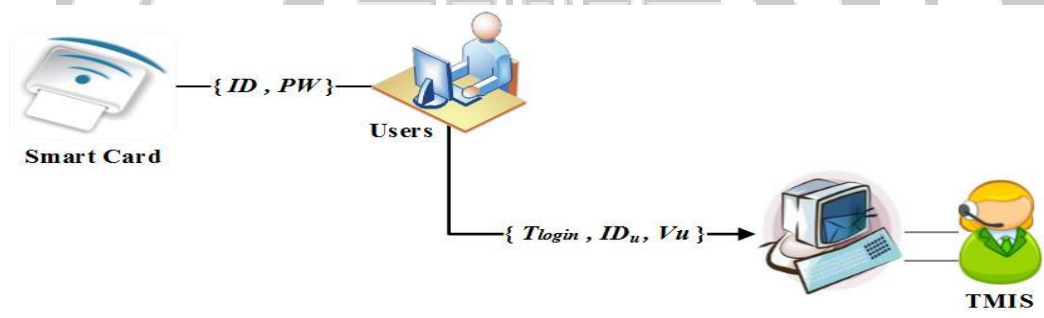 { ID , PW }
Users
Smart Card
{ Tlogin , IDu, Vu }
TMIS